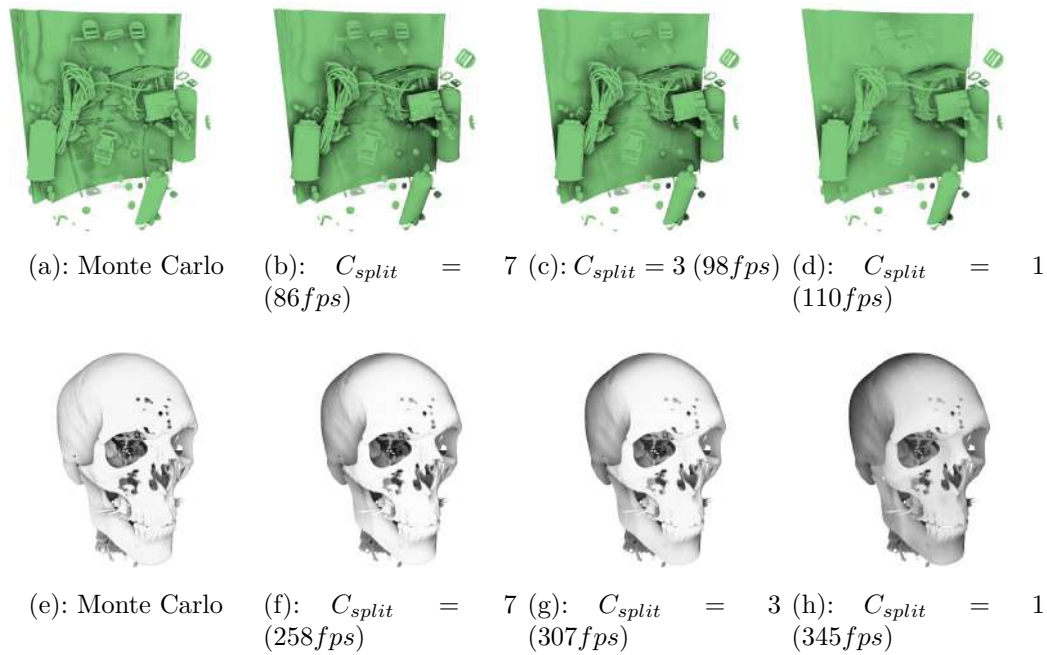 (a): Monte Carlo
(b): C_split = 7
(86fps)
(c): C_split = 3 (98fps)
(d): C_split = 1
(110fps)
(e): Monte Carlo
(f): C_split = 7
(258fps)
(g): C_split = 3
(307fps)
(h): C_split = 1
(345fps)